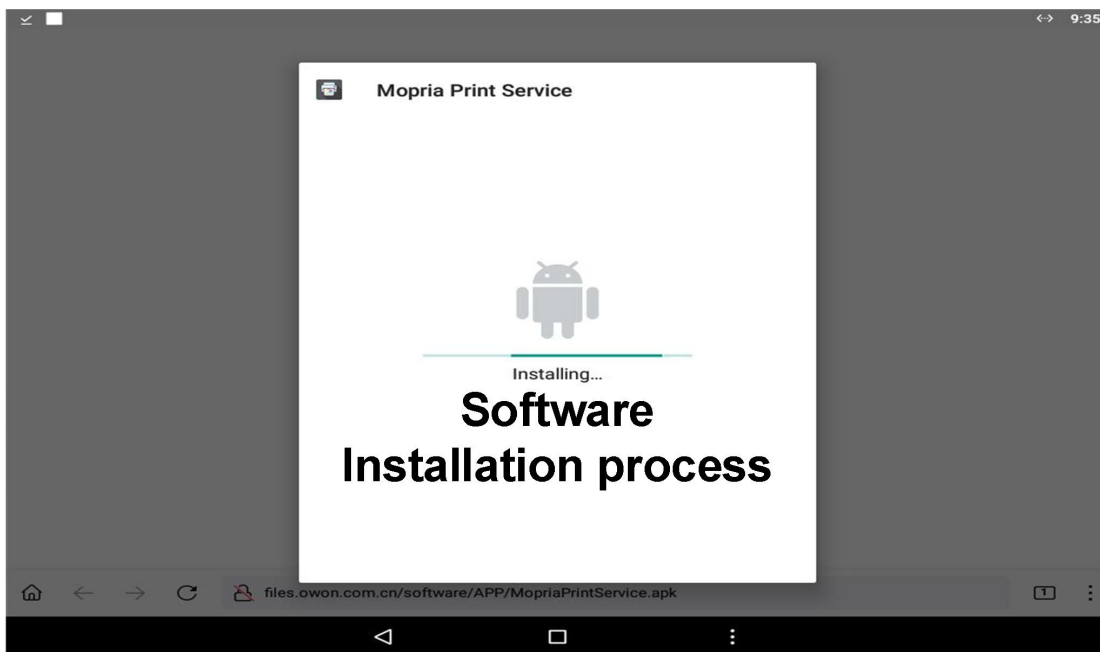 9:35
Mopria Print Service
Installing...
Software
Installation process
files.owon.com.cn/software/APP/MopriaPrintService.apk
1